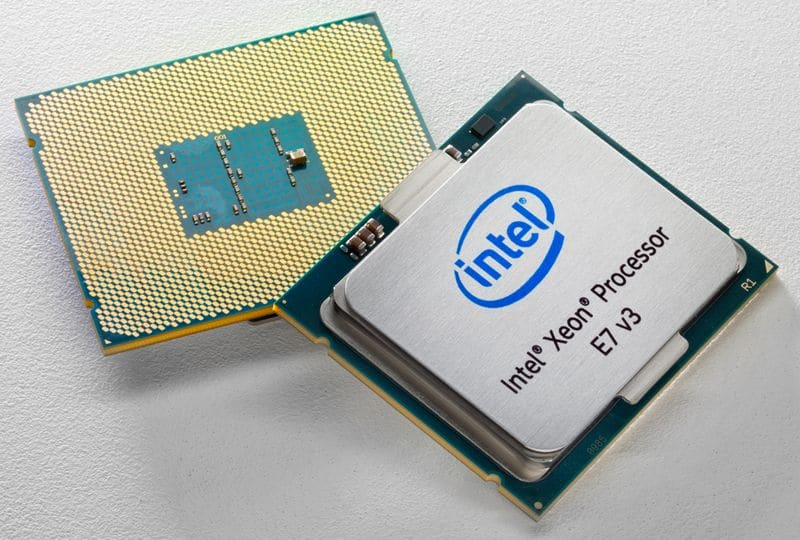 intel®
Intel® Xeon® Processor
E7 v3
R1